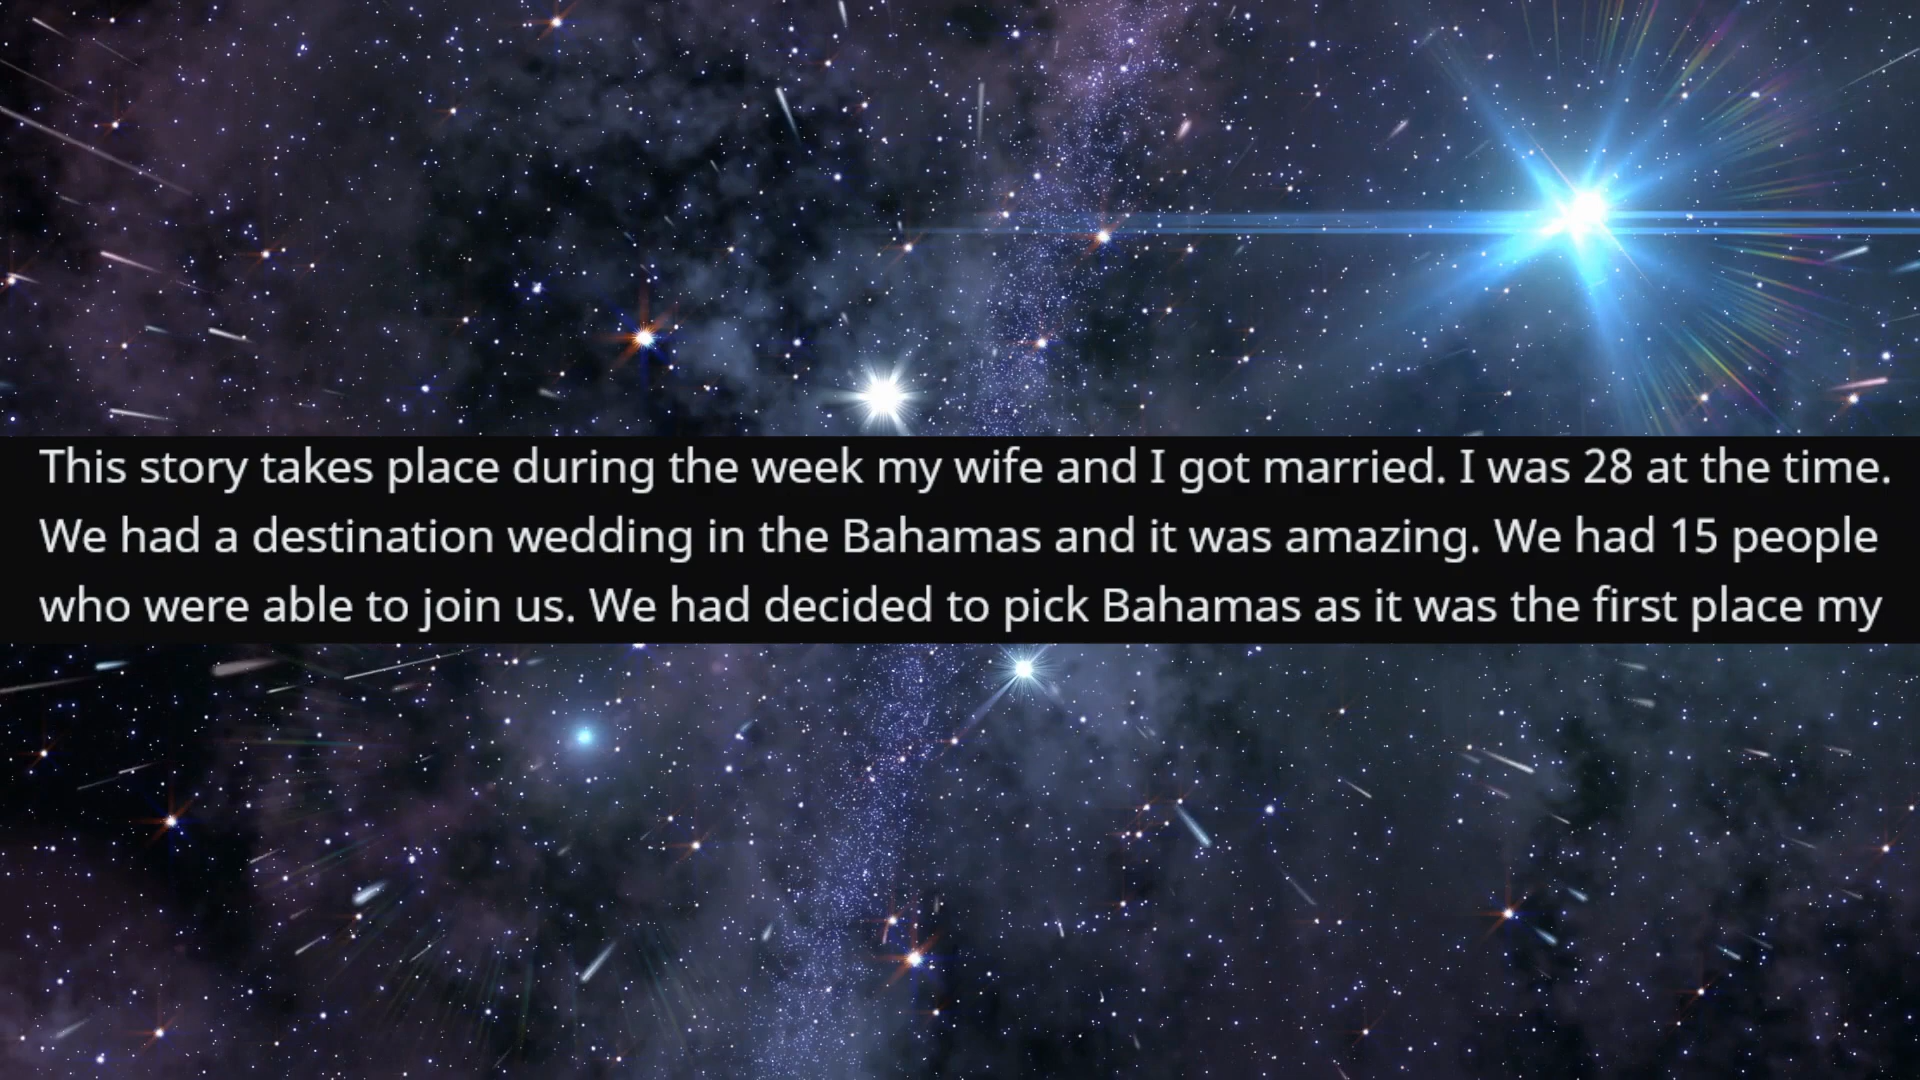 This story takes place during the week my wife and I got married. I was 28 at the time.
We had a destination wedding in the Bahamas and it was amazing. We had 15 people
who were able to join us. We had decided to pick Bahamas as it was the first place my